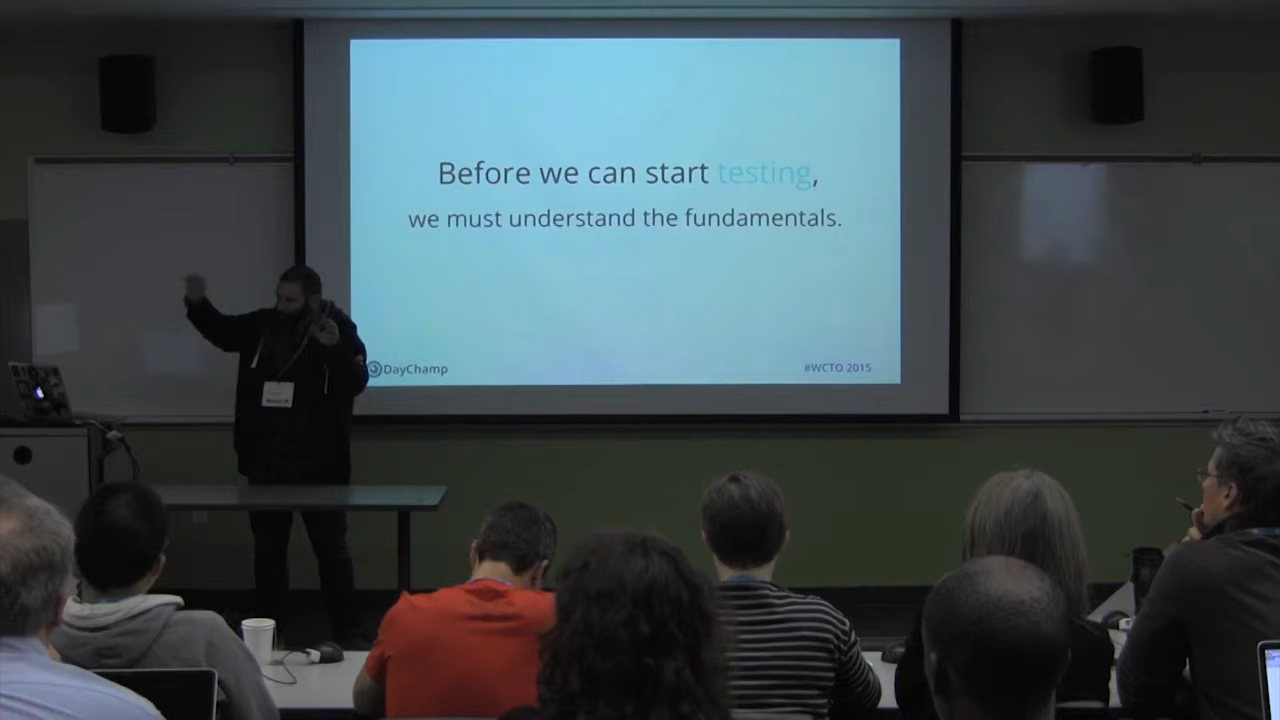 Before we can start testing,
we must understand the fundamentals.
DayChamp
#WCTO 2015